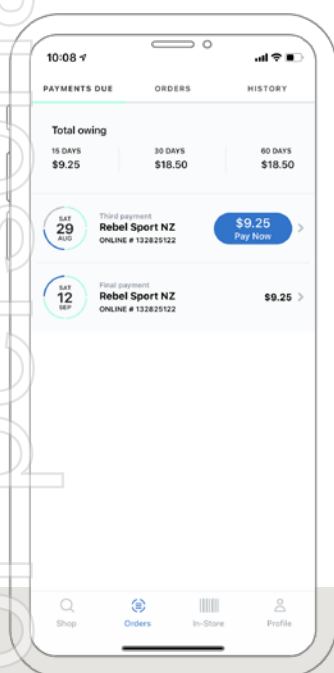 10:08
PAYMENTS DUE ORDERS HISTORY
Total owing
15 DAYS 30 DAYS 60 DAYS
$9.25 $18.50 $18.50
SAT
29
AUG
Third payment
Rebel Sport NZ
ONLINE # 132825122
$9.25
Pay Now
SAT
12
SEP
Final payment
Rebel Sport NZ
ONLINE # 132825122
$9.25
Shop Orders In-Store Profile